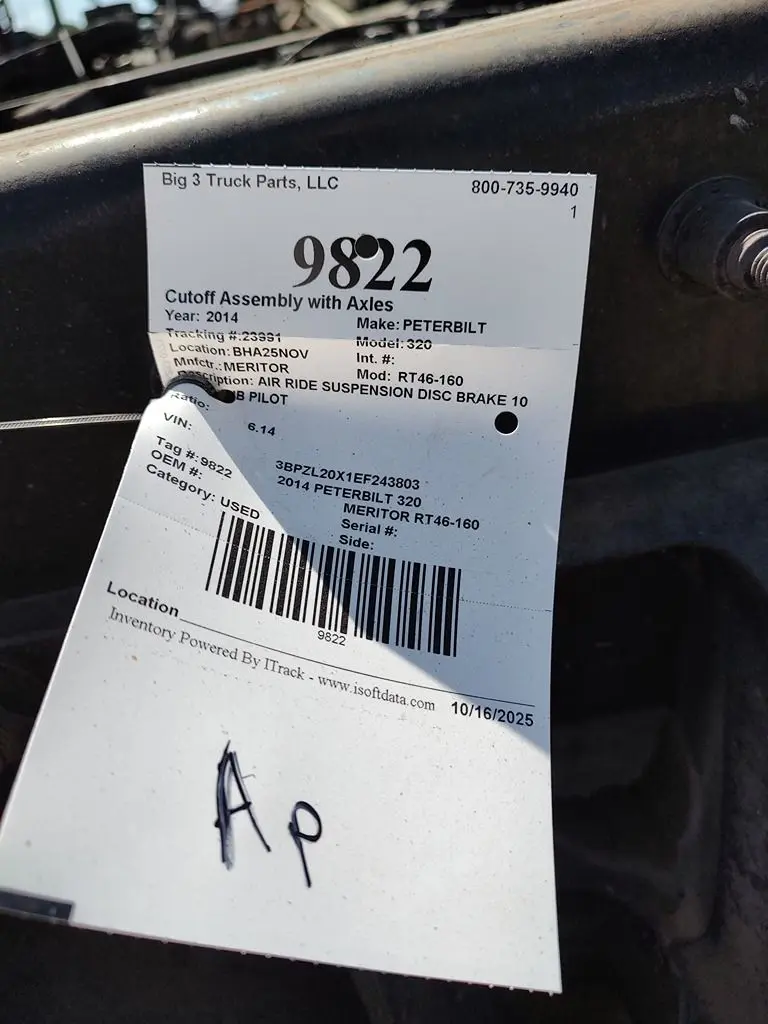 Big 3 Truck Parts, LLC 800-735-9940
1
9822
Cutoff Assembly with Axles
Year: 2014 Make: PETERBILT
Tracking #:23991 Model: 320
Location: BHA25NOV Int. #:
Mnfctr.: MERITOR Mod: RT46-160
Description: AIR RIDE SUSPENSION DISC BRAKE 10
B PILOT
Ratio: 6.14
VIN: 3BPZL20X1EF243803
2014 PETERBILT 320
Tag #: 9822 MERITOR RT46-160
OEM #: Serial #:
Category: USED Side:
9822
Location
Inventory Powered By ITrack - www.isoftdata.com 10/16/2025
A P